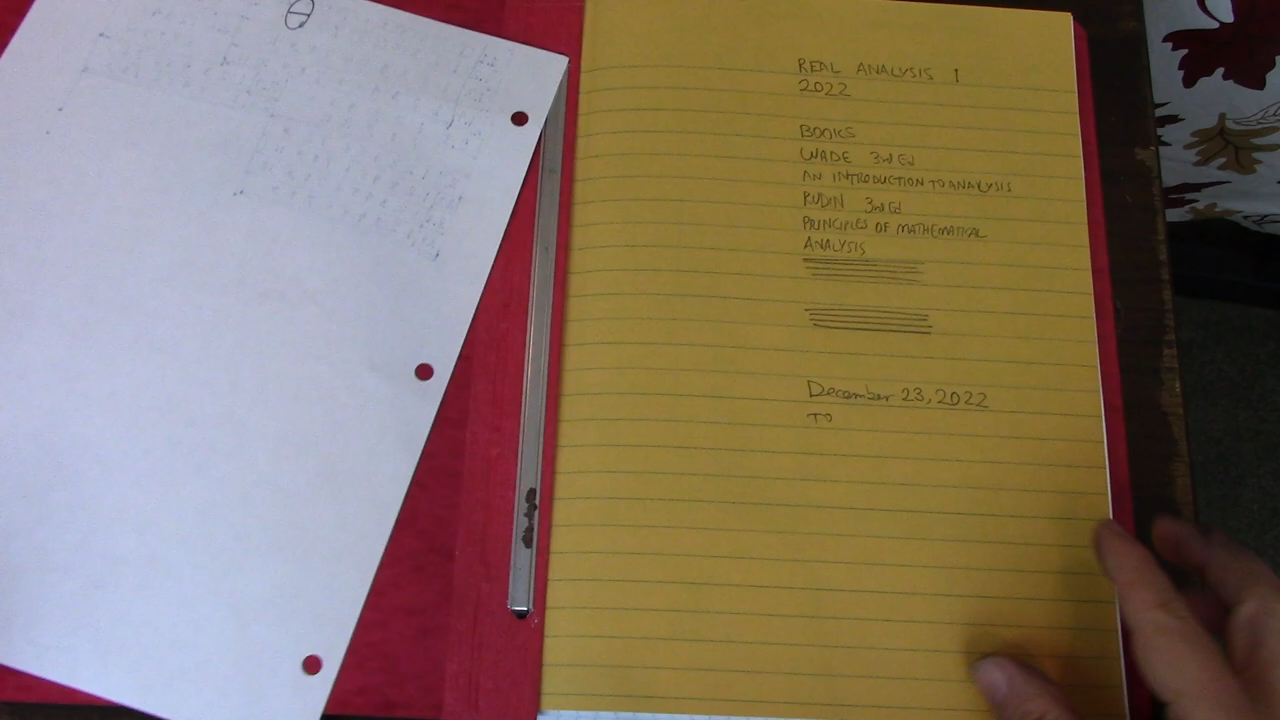 REAL ANALYSIS 1
2022
BOOKS
WADE 3rd Ed
AN INTRODUCTION TO ANALYSIS
RUDIN 3rd Ed
PRINCIPLES OF MATHEMATICAL
ANALYSIS
December 23, 2022
TO